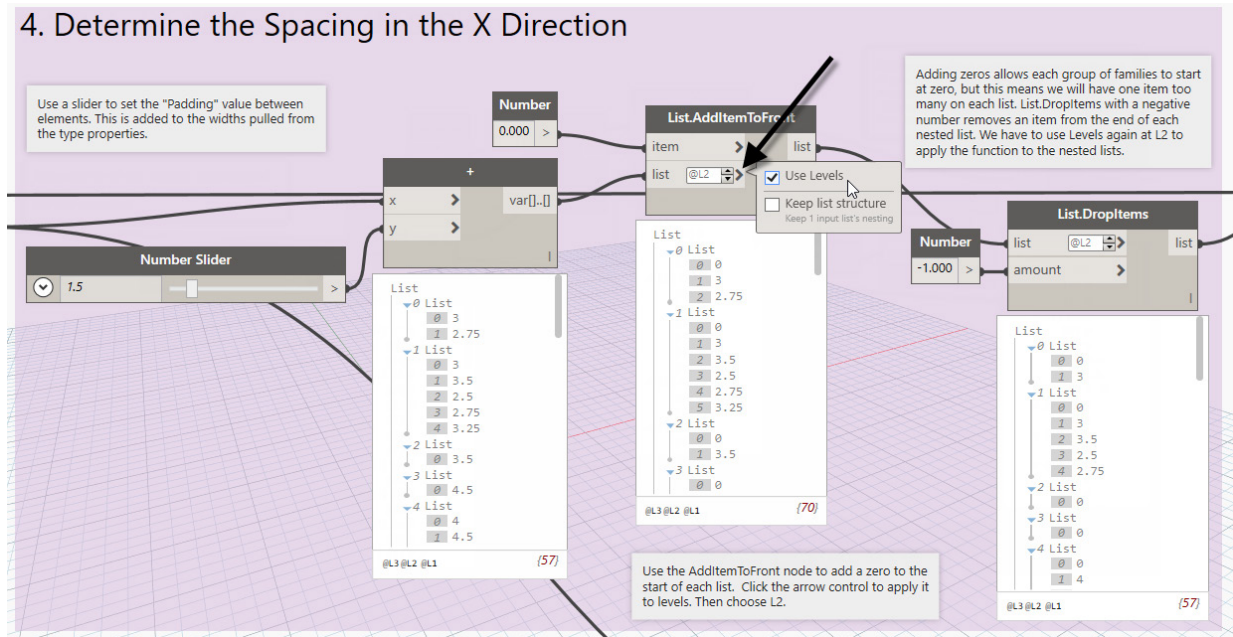 4. Determine the Spacing in the X Direction
Use a slider to set the "Padding" value between
elements. This is added to the widths pulled from
the type properties.
Number Slider
1.5
>
+
x >
y >
var[]..[]
|
List
0 List
0 3
1 2.75
1 List
0 3
1 3.5
2 2.5
3 2.75
4 3.25
2 List
0 3.5
3 List
0 4.5
4 List
0 4
1 4.5
@L3 @L2 @L1 {57}
Number
0.000 >
List.AddItemToFront
item > list
list @L2 >
Use Levels
Keep list structure
Keep 1 input list's nesting
List
0 List
0 0
1 3
2 2.75
1 List
0 0
1 3
2 3.5
3 2.5
4 2.75
5 3.25
2 List
0 0
1 3.5
3 List
0 0
@L3 @L2 @L1 {70}
Use the AddItemToFront node to add a zero to the
start of each list. Click the arrow control to apply it
to levels. Then choose L2.
Adding zeros allows each group of families to start
at zero, but this means we will have one item too
many on each list. List.DropItems with a negative
number removes an item from the end of each
nested list. We have to use Levels again at L2 to
apply the function to the nested lists.
Number
-1.000 >
List.DropItems
list @L2 > list
amount >
|
List
0 List
0 0
1 3
1 List
0 0
1 3
2 3.5
3 2.5
4 2.75
2 List
0 0
3 List
0 0
4 List
0 0
1 4
@L3 @L2 @L1 {57}